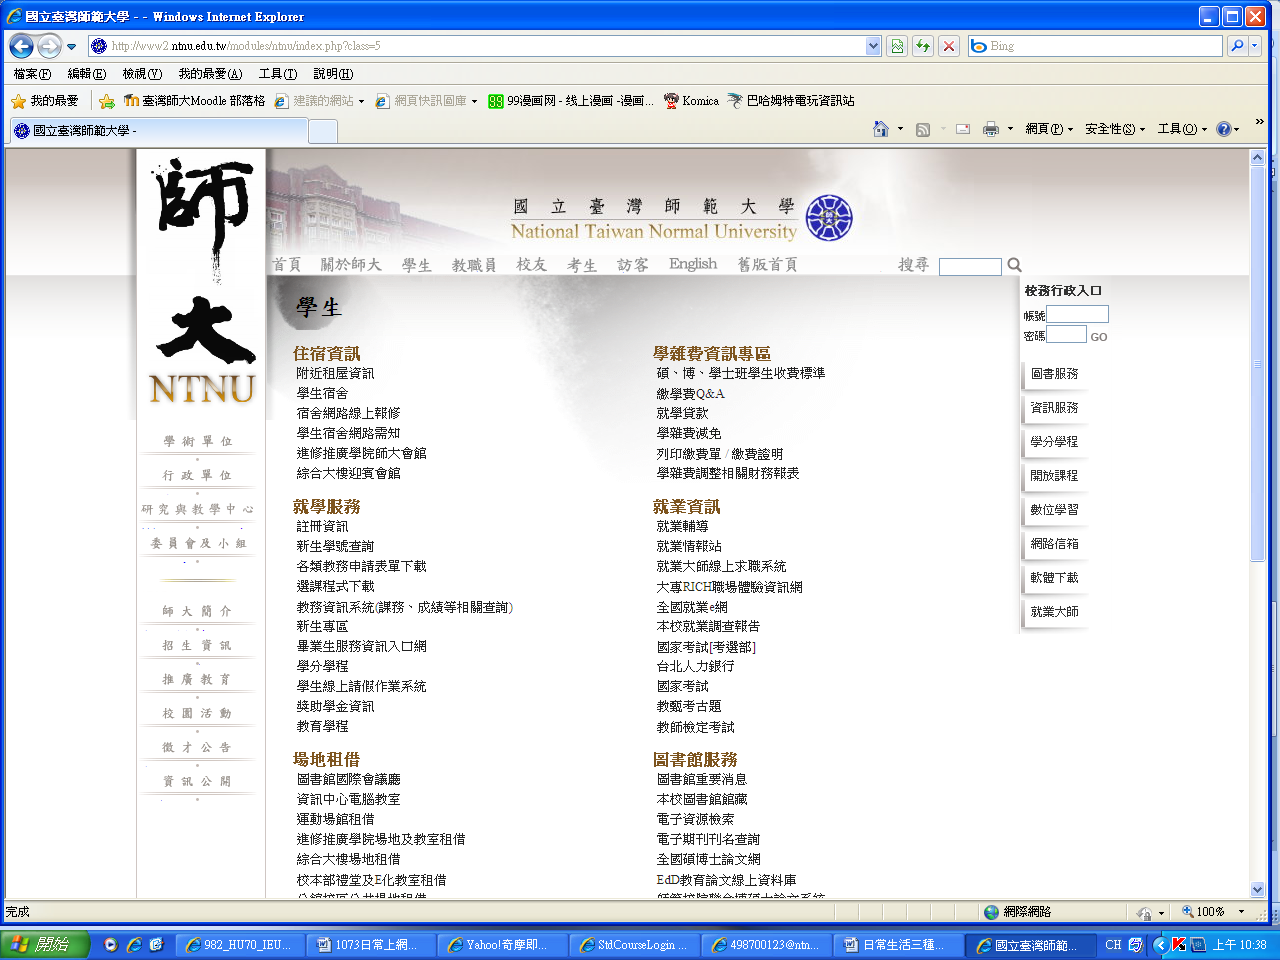 國立臺灣師範大學 - - Windows Internet Explorer
http://www2.ntnu.edu.tw/modules/ntnu/index.php?class=5
Bing
檔案(F) 編輯(E) 檢視(V) 我的最愛(A) 工具(T) 說明(H)
我的最愛 臺灣師大Moodle 部落格 建議的網站 網頁快訊圖庫 99漫画网 - 线上漫画 -漫画... Komica 巴哈姆特電玩資訊站
國立臺灣師範大學 -
網頁(P) 安全性(S) 工具(O)
師大
NTNU
國立臺灣師範大學
National Taiwan Normal University
首頁 關於師大 學生 教職員 校友 考生 訪客 English 舊版首頁 搜尋
學術單位
行政單位
研究與教學中心
委員會及小組
師大簡介
招生資訊
推廣教育
校園活動
徵才公告
資訊公開
學生
住宿資訊
附近租屋資訊
學生宿舍
宿舍網路線上報修
學生宿舍網路需知
進修推廣學院師大會館
綜合大樓迎賓會館
就學服務
註冊資訊
新生學號查詢
各類教務申請表單下載
選課程式下載
教務資訊系統(課務、成績等相關查詢)
新生專區
畢業生服務資訊入口網
學分學程
學生線上請假作業系統
獎助學金資訊
教育學程
場地租借
圖書館國際會議廳
資訊中心電腦教室
運動場館租借
進修推廣學院場地及教室租借
綜合大樓場地租借
校本部禮堂及E化教室租借
公館校區公共場地租借
學雜費資訊專區
碩、博、學士班學生收費標準
繳學費Q&A
就學貸款
學雜費減免
列印繳費單 / 繳費證明
學雜費調整相關財務報表
就業資訊
就業輔導
就業情報站
就業大師線上求職系統
大專RICH職場體驗資訊網
全國就業e網
本校就業調查報告
國家考試[考選部]
台北人力銀行
國家考試
教甄考古題
教師檢定考試
圖書館服務
圖書館重要消息
本校圖書館館藏
電子資源檢索
電子期刊刊名查詢
全國碩博士論文網
EdD教育論文線上資料庫
師範校院聯合博碩士論文系統
校務行政入口
帳號
密碼 GO
圖書服務
資訊服務
學分學程
開放課程
數位學習
網路信箱
軟體下載
就業大師
完成 網際網路 100%
開始 982_HU70_IEU... 1073日常上網... Yahoo!奇摩即... StdCourseLogin ... 498700123@ntn... 日常生活三種... 國立臺灣師範... CH 上午 10:38